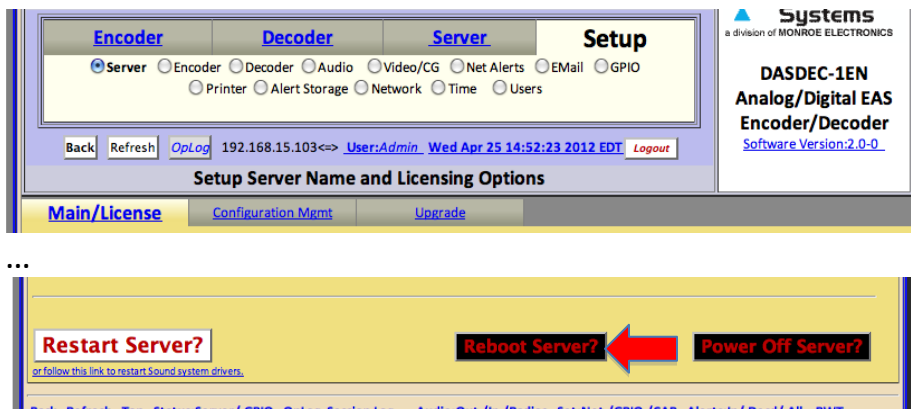 Systems
a division of MONROE ELECTRONICS
Encoder Decoder Server Setup
Server Encoder Decoder Audio Video/CG Net Alerts EMail GPIO
Printer Alert Storage Network Time Users
DASDEC-1EN
Analog/Digital EAS
Encoder/Decoder
Software Version:2.0-0
Back Refresh OpLog 192.168.15.103<=> User:Admin Wed Apr 25 14:52:23 2012 EDT Logout
Setup Server Name and Licensing Options
Main/License Configuration Mgmt Upgrade
...
Restart Server? Reboot Server? Power Off Server?
or follow this link to restart Sound system drivers.